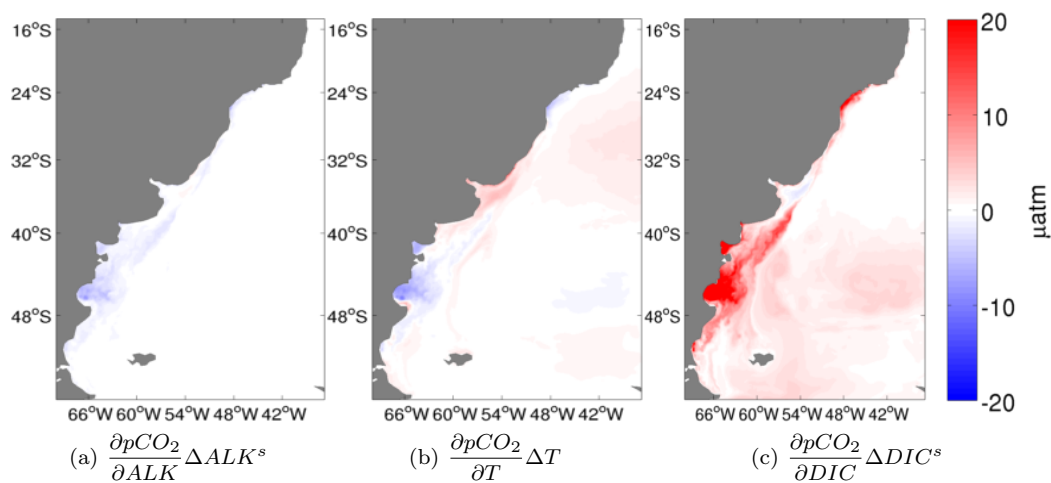 16°S
24°S
32°S
40°S
48°S
66°W 60°W 54°W 48°W 42°W
(a) ∂pCO₂/∂ALK ΔALKˢ
16°S
24°S
32°S
40°S
48°S
66°W 60°W 54°W 48°W 42°W
(b) ∂pCO₂/∂T ΔT
16°S
24°S
32°S
40°S
48°S
66°W 60°W 54°W 48°W 42°W
(c) ∂pCO₂/∂DIC ΔDICˢ
20
10
0
-10
-20
µatm